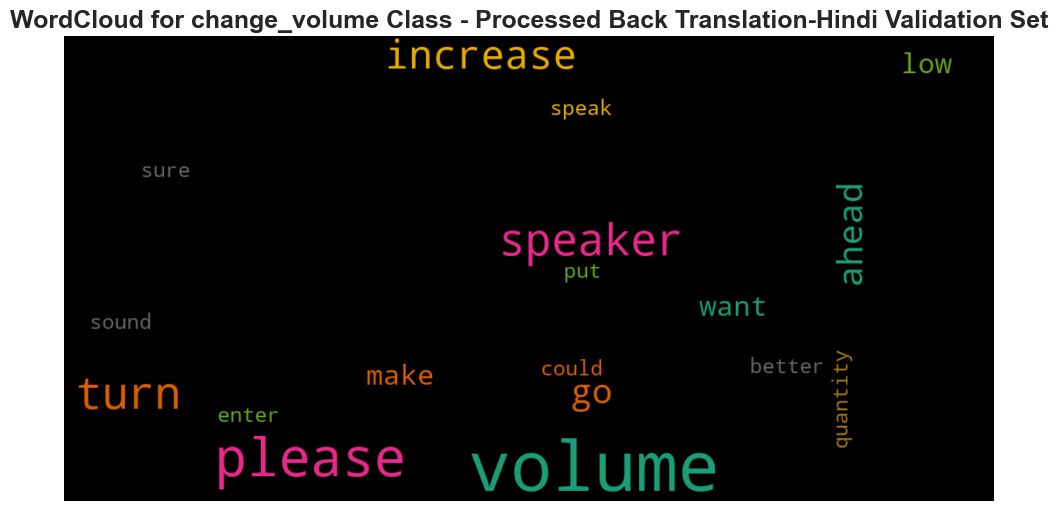 WordCloud for change_volume Class - Processed Back Translation-Hindi Validation Set
increase
low
speak
sure
ahead
speaker
put
want
sound
quantity
better
could
make
go
turn
enter
please
volume